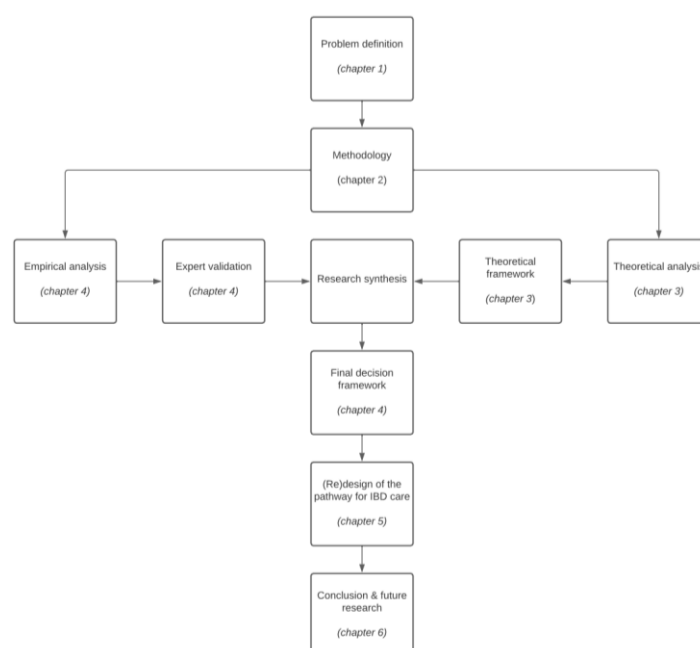 Problem definition
(chapter 1)
Methodology
(chapter 2)
Empirical analysis
(chapter 4)
Expert validation
(chapter 4)
Research synthesis
Theoretical
framework
(chapter 3)
Theoretical analysis
(chapter 3)
Final decision
framework
(chapter 4)
(Re)design of the
pathway for IBD care
(chapter 5)
Conclusion & future
research
(chapter 6)